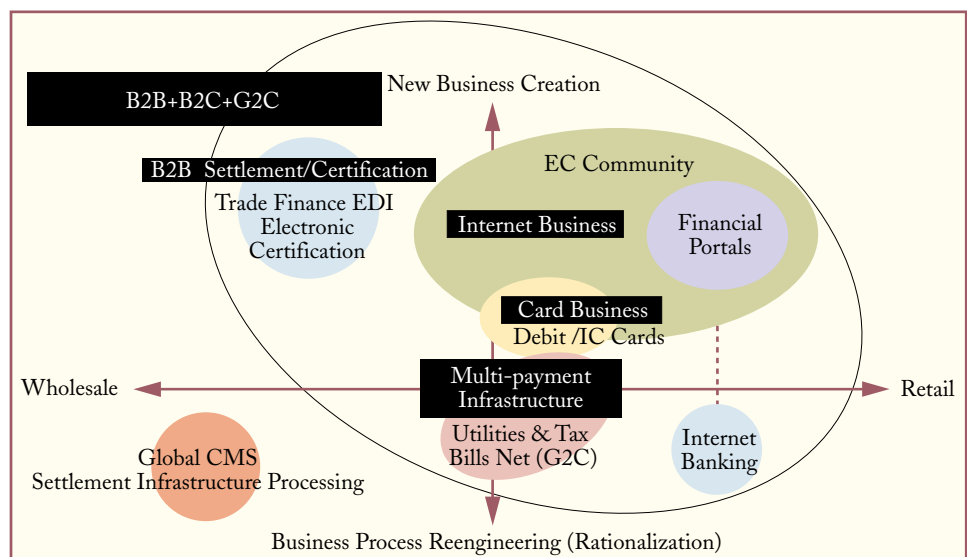 New Business Creation
B2B+B2C+G2C
EC Community
B2B Settlement/Certification
Trade Finance EDI
Electronic
Certification
Internet Business
Financial
Portals
Card Business
Debit /IC Cards
Wholesale
Multi-payment
Infrastructure
Retail
Utilities & Tax
Bills Net (G2C)
Internet
Banking
Global CMS
Settlement Infrastructure Processing
Business Process Reengineering (Rationalization)